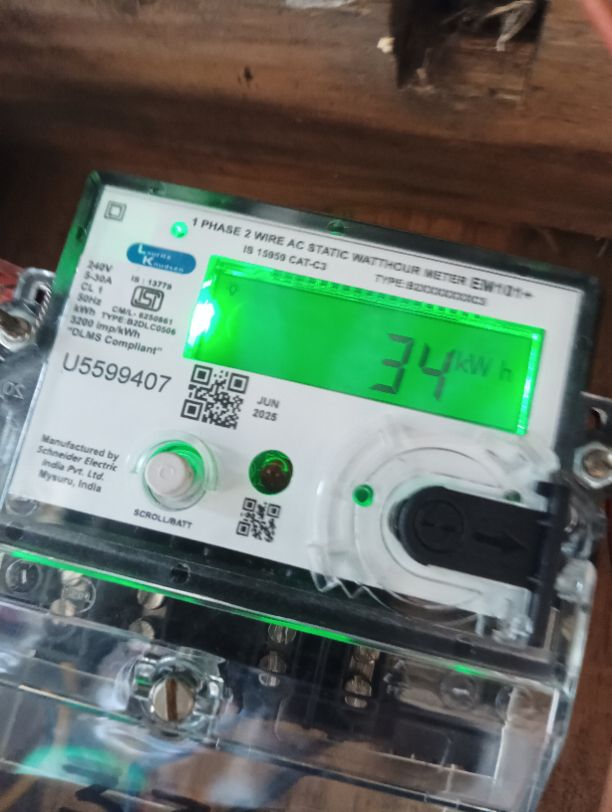 1 PHASE 2 WIRE AC STATIC WATTHOUR METER EM101+
IS 15959 CAT-C3
Lauritz
Knudsen
240V
5-30A
CL 1
50Hz
kWh
3200 imp/kWh
"DLMS Compliant"
IS : 13779
CM/L- 6250861
TYPE:B2DLC0506
U5599407
JUN
2025
34 kWh
Manufactured by
Schneider Electric
India Pvt. Ltd.
Mysuru, India
SCROLL/BATT